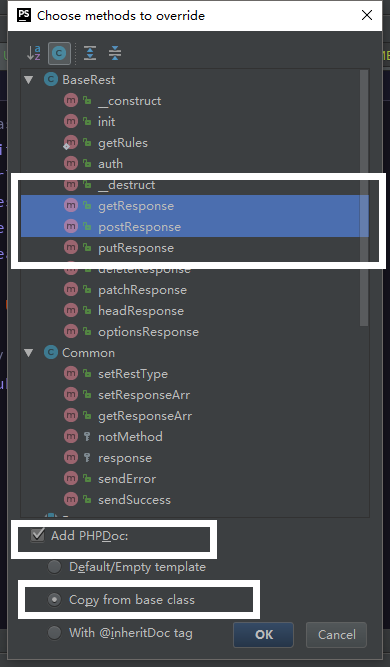 PS
Choose methods to override
BaseRest
__construct
init
getRules
auth
__destruct
getResponse
postResponse
putResponse
deleteResponse
patchResponse
headResponse
optionsResponse
Common
setRestType
setResponseArr
getResponseArr
notMethod
response
sendError
sendSuccess
Add PHPDoc:
Default/Empty template
Copy from base class
With @inheritDoc tag
OK
Cancel